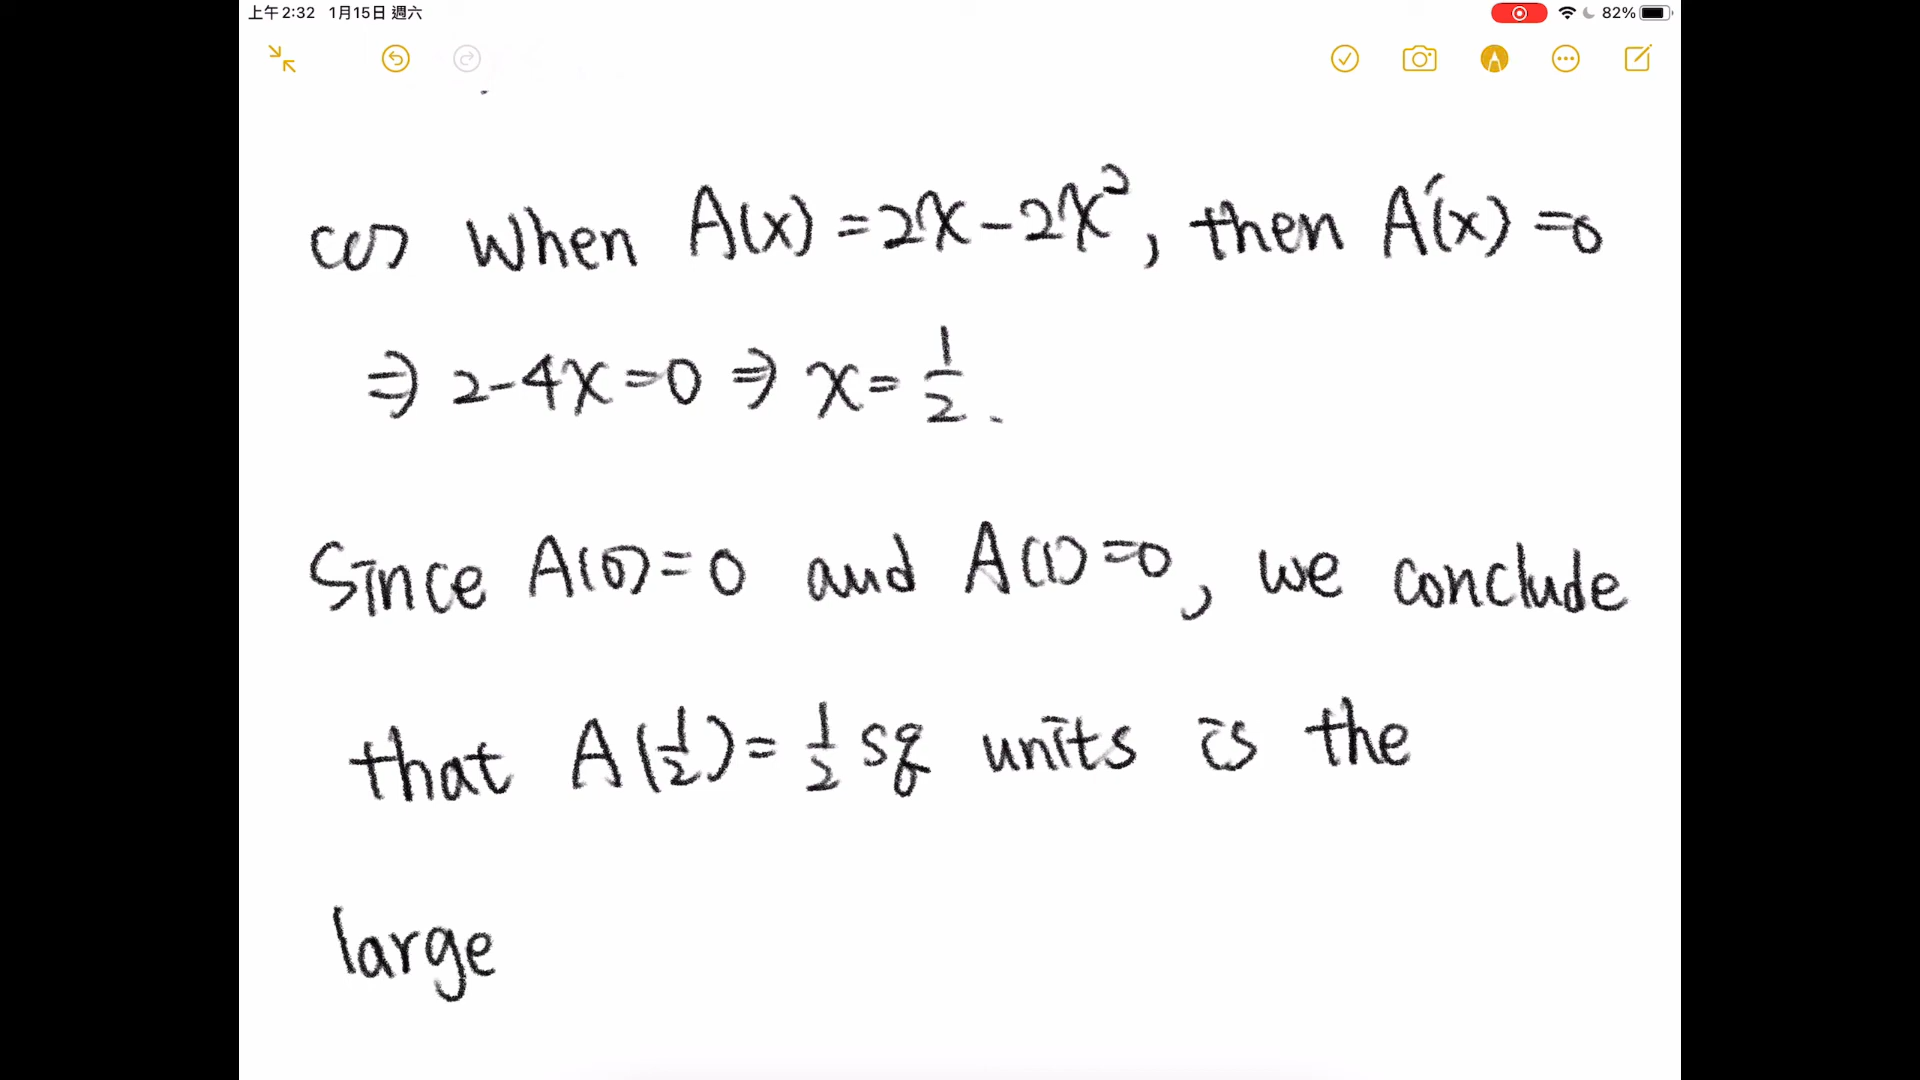 上午2:32 1月15日 週六 82%
(c) When A(x) = 2x - 2x², then A'(x) = 0
⇒ 2 - 4x = 0 ⇒ x = 1/2.
Since A(0) = 0 and A(1) = 0, we conclude
that A(1/2) = 1/2 sq units is the
large